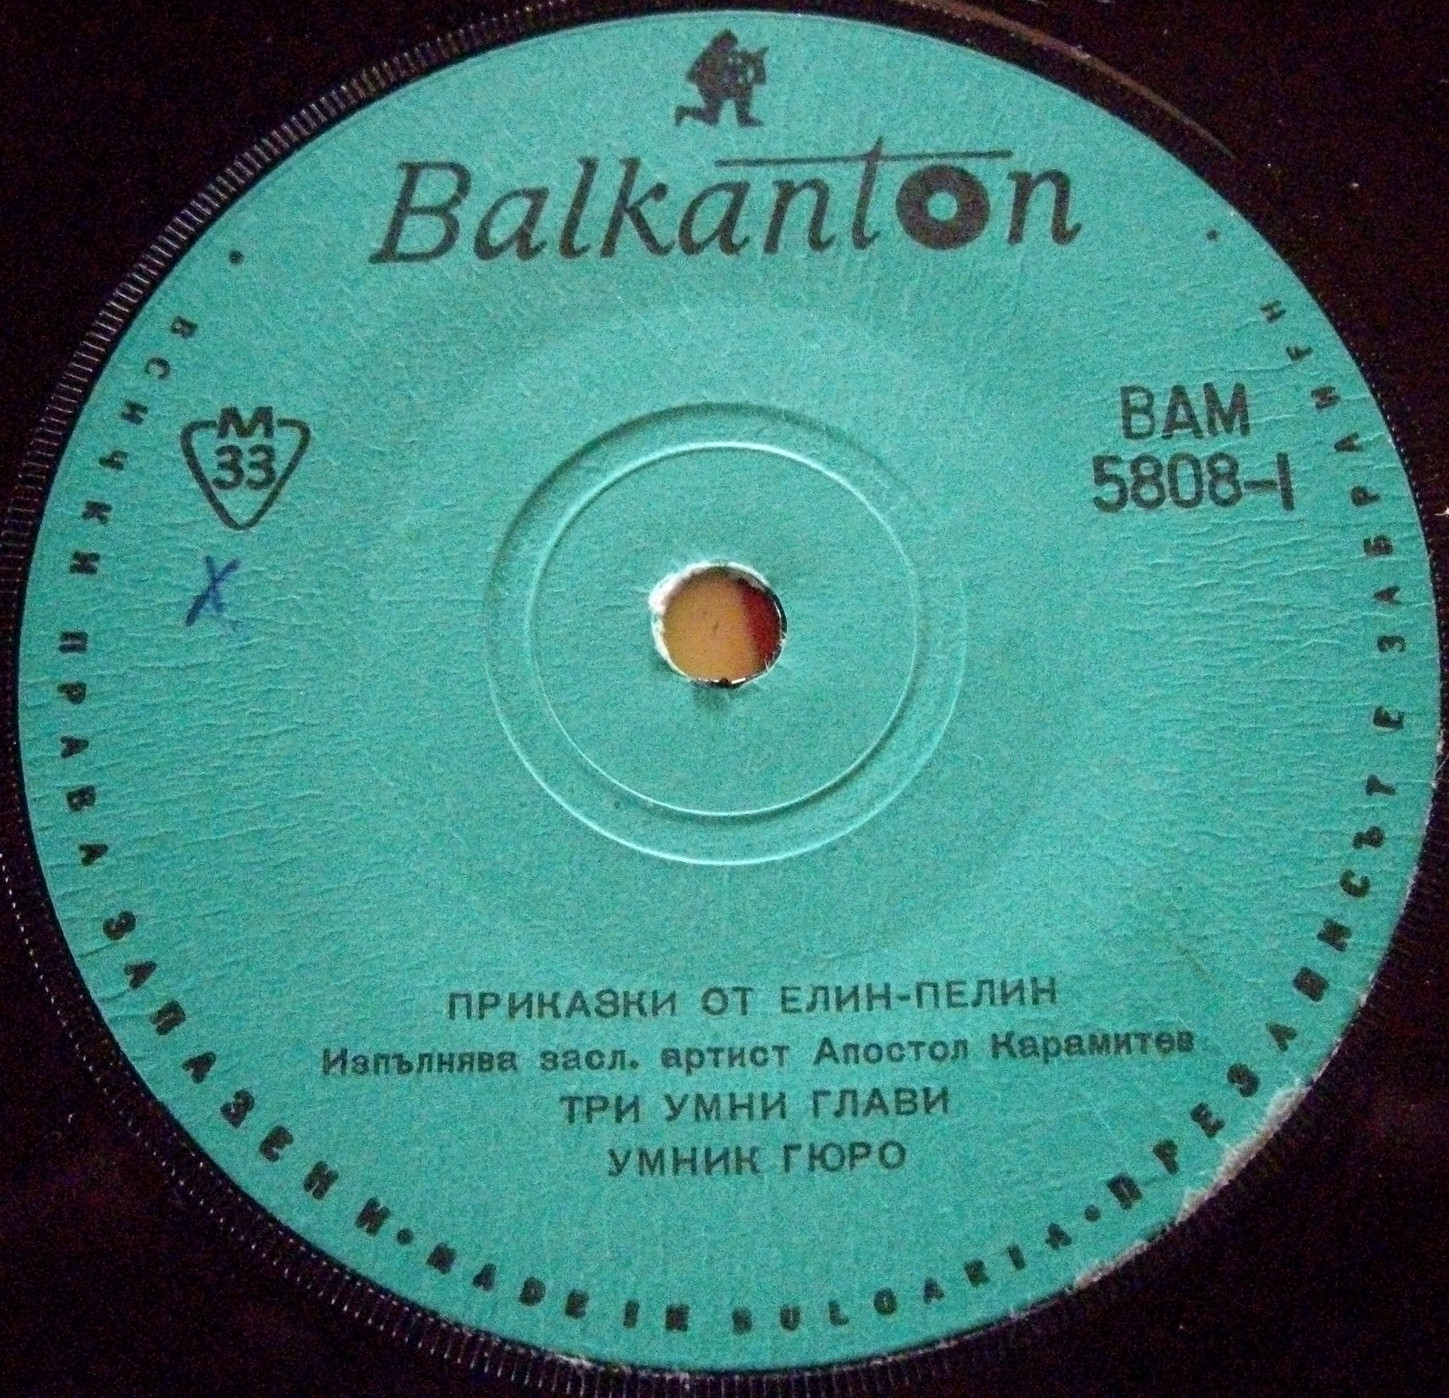 Balkanton
M
33
BAM
5808-I
x
ПРИКАЗКИ ОТ ЕЛИН-ПЕЛИН
Изпълнява засл. артист Апостол Карамитев
ТРИ УМНИ ГЛАВИ
УМНИК ГЮРО
• ВСИЧКИ ПРАВА ЗАПАЗЕНИ • MADE IN BULGARIA • ПРЕЗАПИСЪТ Е ЗАБРАНЕН •